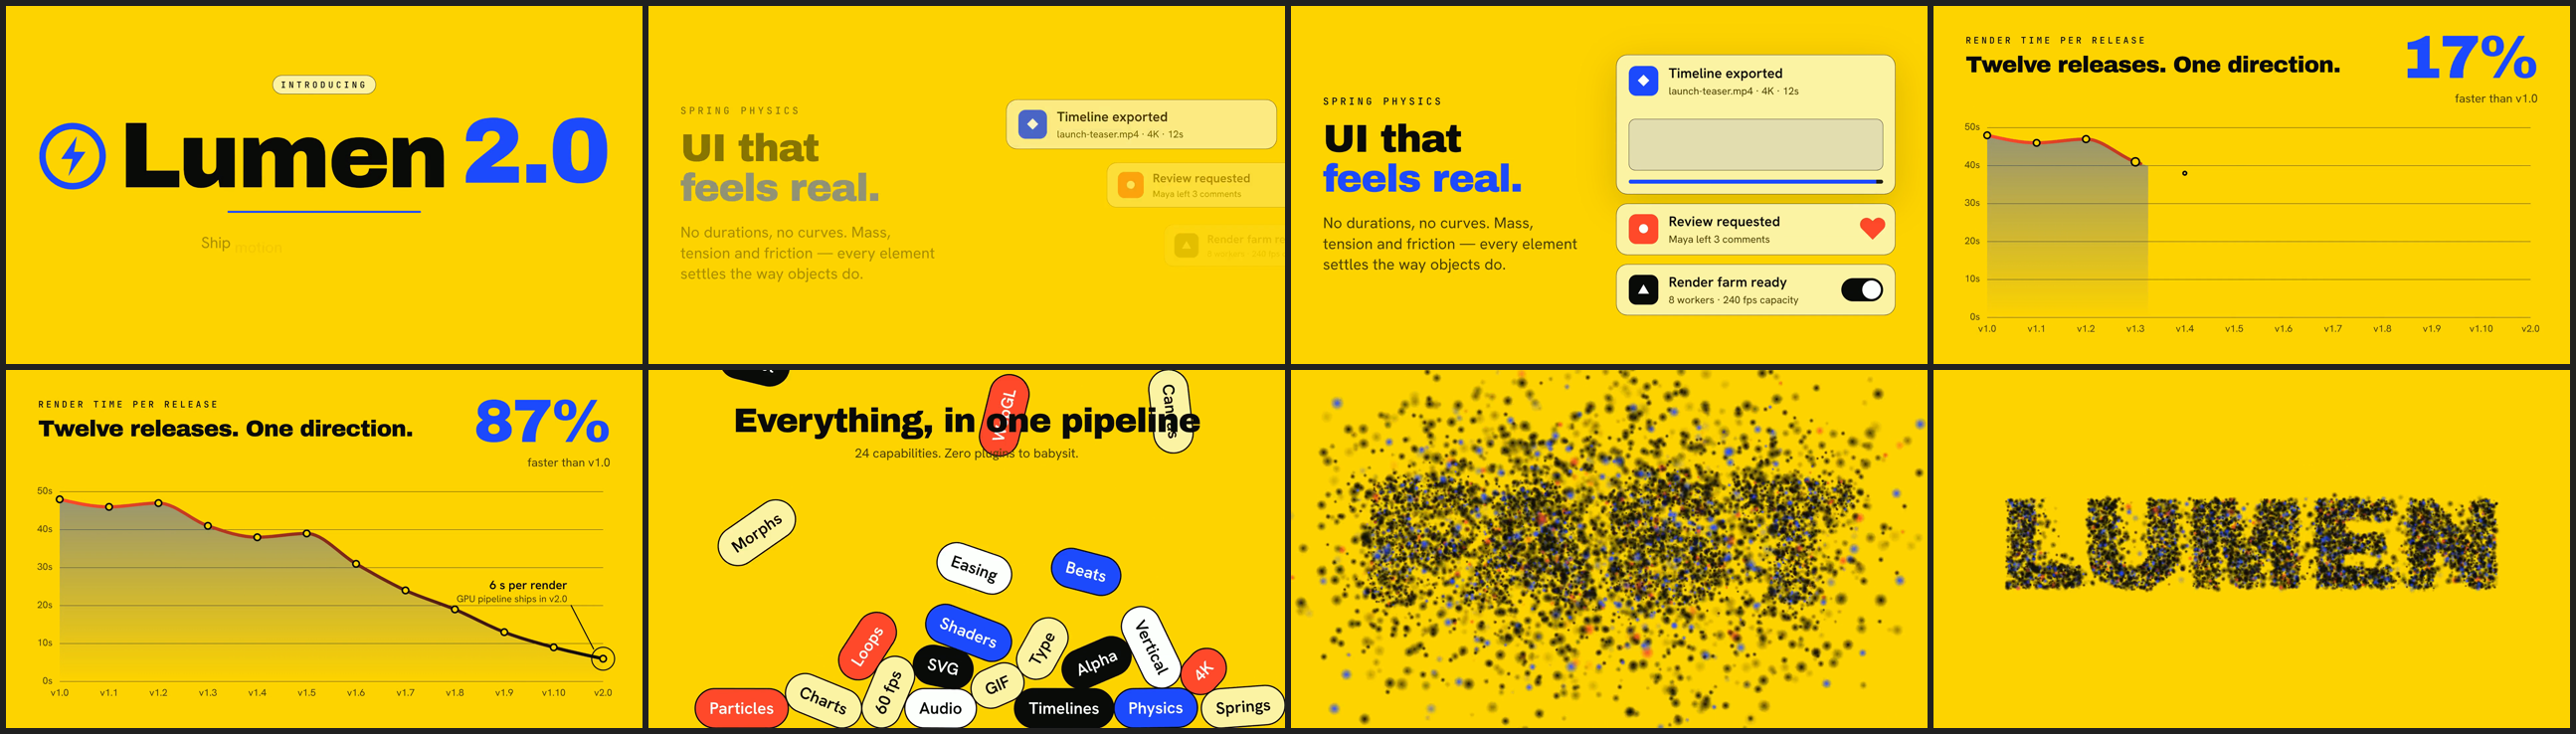 INTRODUCING
Lumen 2.0
Ship motion
SPRING PHYSICS
UI that
feels real.
No durations, no curves. Mass,
tension and friction — every element
settles the way objects do.
Timeline exported
launch-teaser.mp4 · 4K · 12s
Review requested
Maya left 3 comments
Render farm re
SPRING PHYSICS
UI that
feels real.
No durations, no curves. Mass,
tension and friction — every element
settles the way objects do.
Timeline exported
launch-teaser.mp4 · 4K · 12s
Review requested
Maya left 3 comments
Render farm ready
8 workers · 240 fps capacity
RENDER TIME PER RELEASE
Twelve releases. One direction.
17%
faster than v1.0
50s
40s
30s
20s
10s
0s
v1.0 v1.1 v1.2 v1.3 v1.4 v1.5 v1.6 v1.7 v1.8 v1.9 v1.10 v2.0
RENDER TIME PER RELEASE
Twelve releases. One direction.
87%
faster than v1.0
50s
40s
30s
20s
10s
0s
6 s per render
GPU pipeline ships in v2.0
v1.0 v1.1 v1.2 v1.3 v1.4 v1.5 v1.6 v1.7 v1.8 v1.9 v1.10 v2.0
Everything, in one pipeline
24 capabilities. Zero plugins to babysit.
Morphs
Easing
Beats
Loops
Shaders
SVG
Type
Alpha
Vertical
4K
Particles
Charts
60 fps
Audio
GIF
Timelines
Physics
Springs
LUMEN